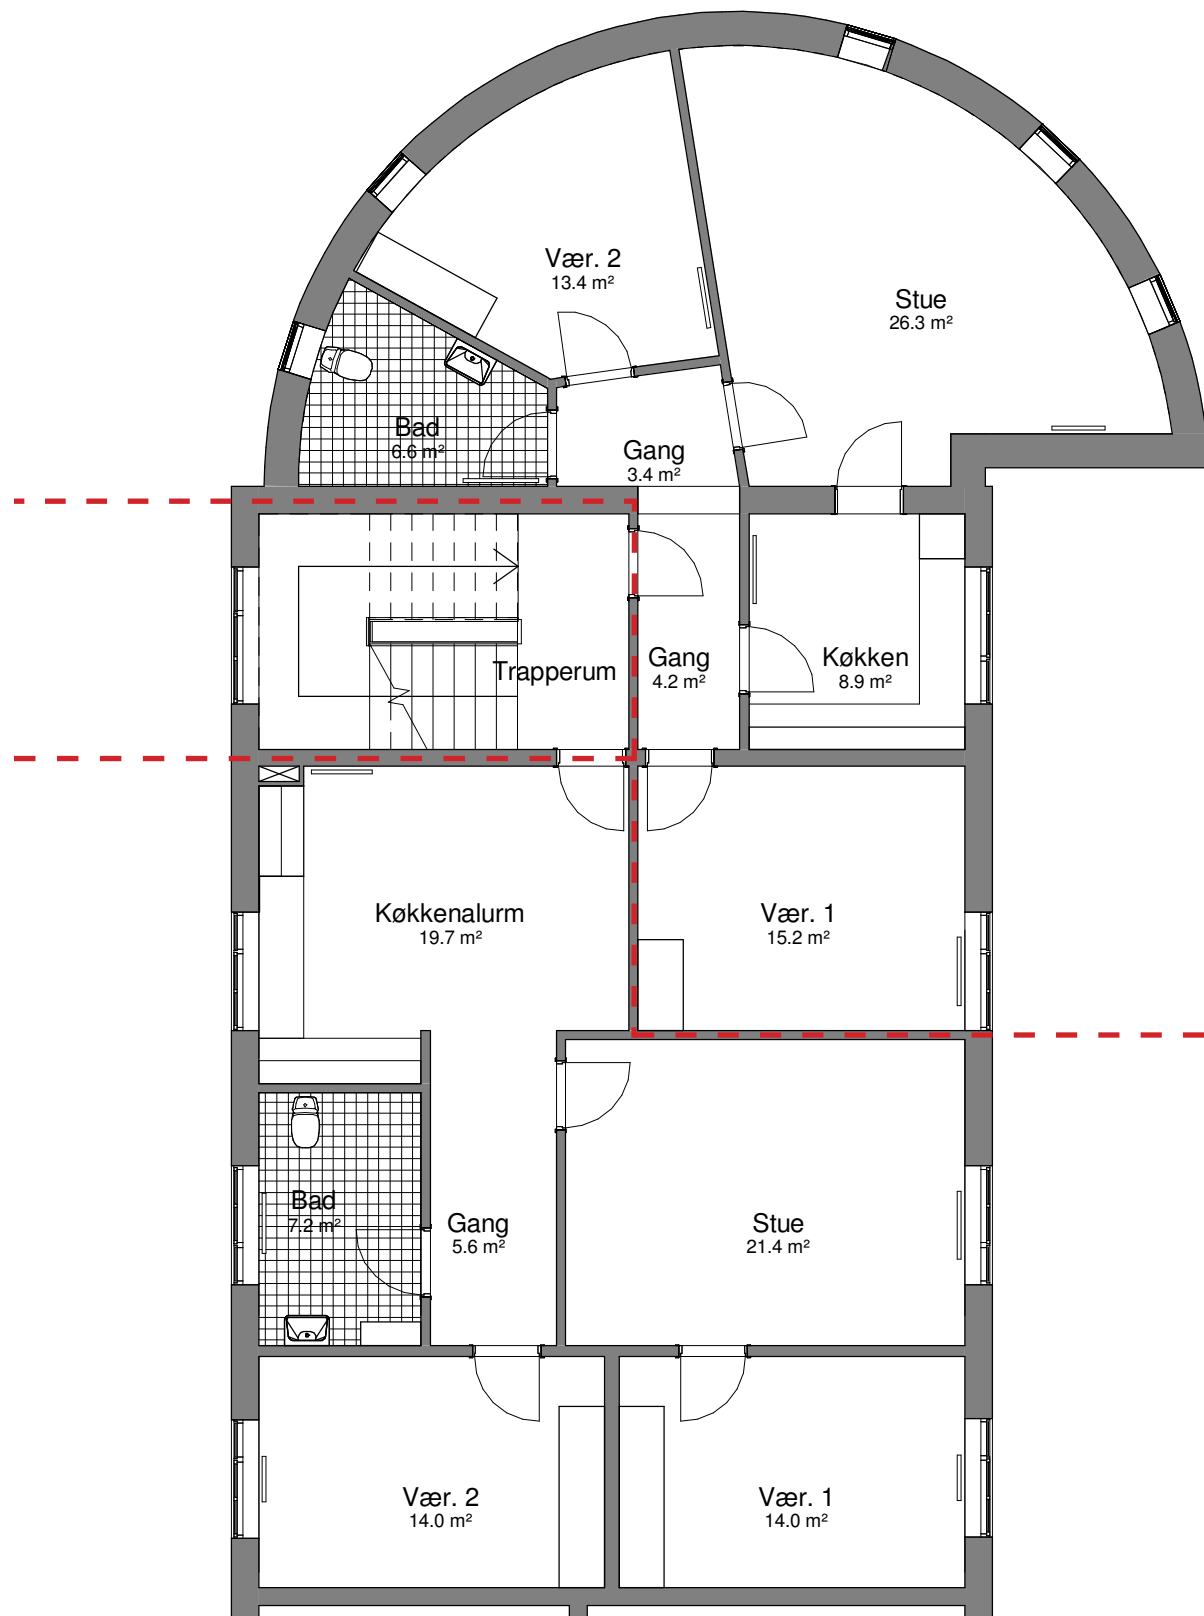 Vær. 2
13.4 m²
Stue
26.3 m²
Bad
6.6 m²
Gang
3.4 m²
Trapperum
Gang
4.2 m²
Køkken
8.9 m²
Køkkenalurm
19.7 m²
Vær. 1
15.2 m²
Bad
7.2 m²
Gang
5.6 m²
Stue
21.4 m²
Vær. 2
14.0 m²
Vær. 1
14.0 m²